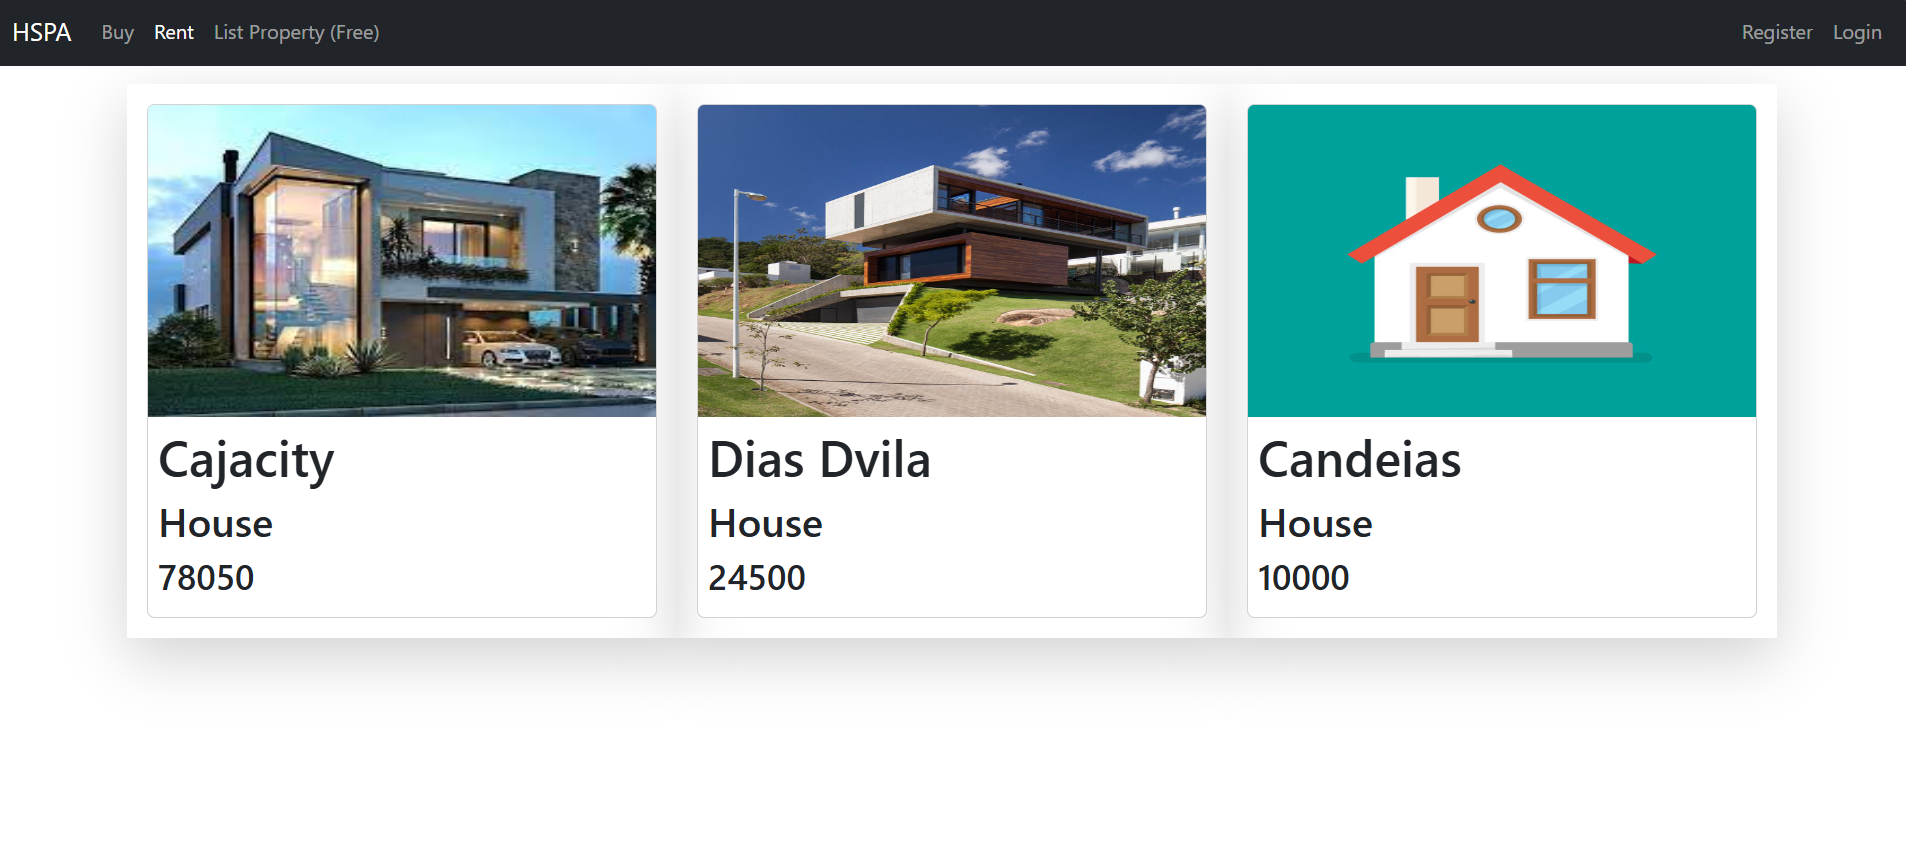 HSPA Buy Rent List Property (Free) Register Login
Cajacity
House
78050
Dias Dvila
House
24500
Candeias
House
10000